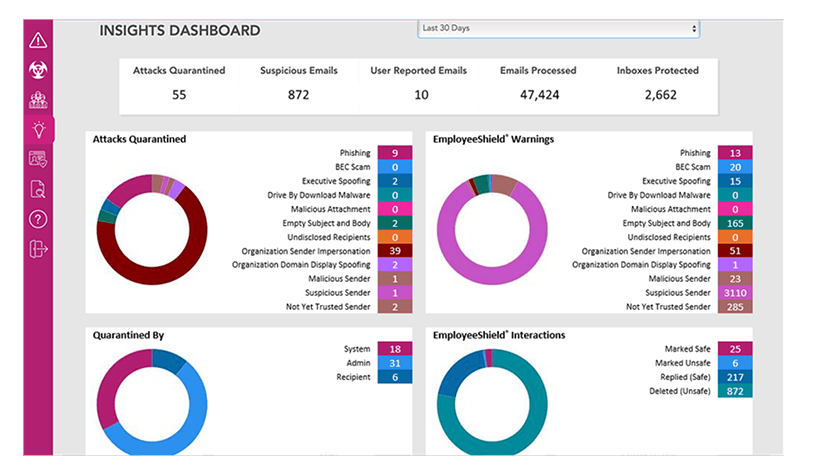 INSIGHTS DASHBOARD
Last 30 Days
Attacks Quarantined Suspicious Emails User Reported Emails Emails Processed Inboxes Protected
55 872 10 47,424 2,662
Attacks Quarantined
Phishing 9
BEC Scam 0
Executive Spoofing 2
Drive By Download Malware 0
Malicious Attachment 0
Empty Subject and Body 2
Undisclosed Recipients 0
Organization Sender Impersonation 39
Organization Domain Display Spoofing 2
Malicious Sender 1
Suspicious Sender 1
Not Yet Trusted Sender 2
EmployeeShield® Warnings
Phishing 13
BEC Scam 20
Executive Spoofing 15
Drive By Download Malware 0
Malicious Attachment 0
Empty Subject and Body 165
Undisclosed Recipients 0
Organization Sender Impersonation 51
Organization Domain Display Spoofing 1
Malicious Sender 23
Suspicious Sender 3110
Not Yet Trusted Sender 285
Quarantined By
System 18
Admin 31
Recipient 6
EmployeeShield® Interactions
Marked Safe 25
Marked Unsafe 6
Replied (Safe) 217
Deleted (Unsafe) 872